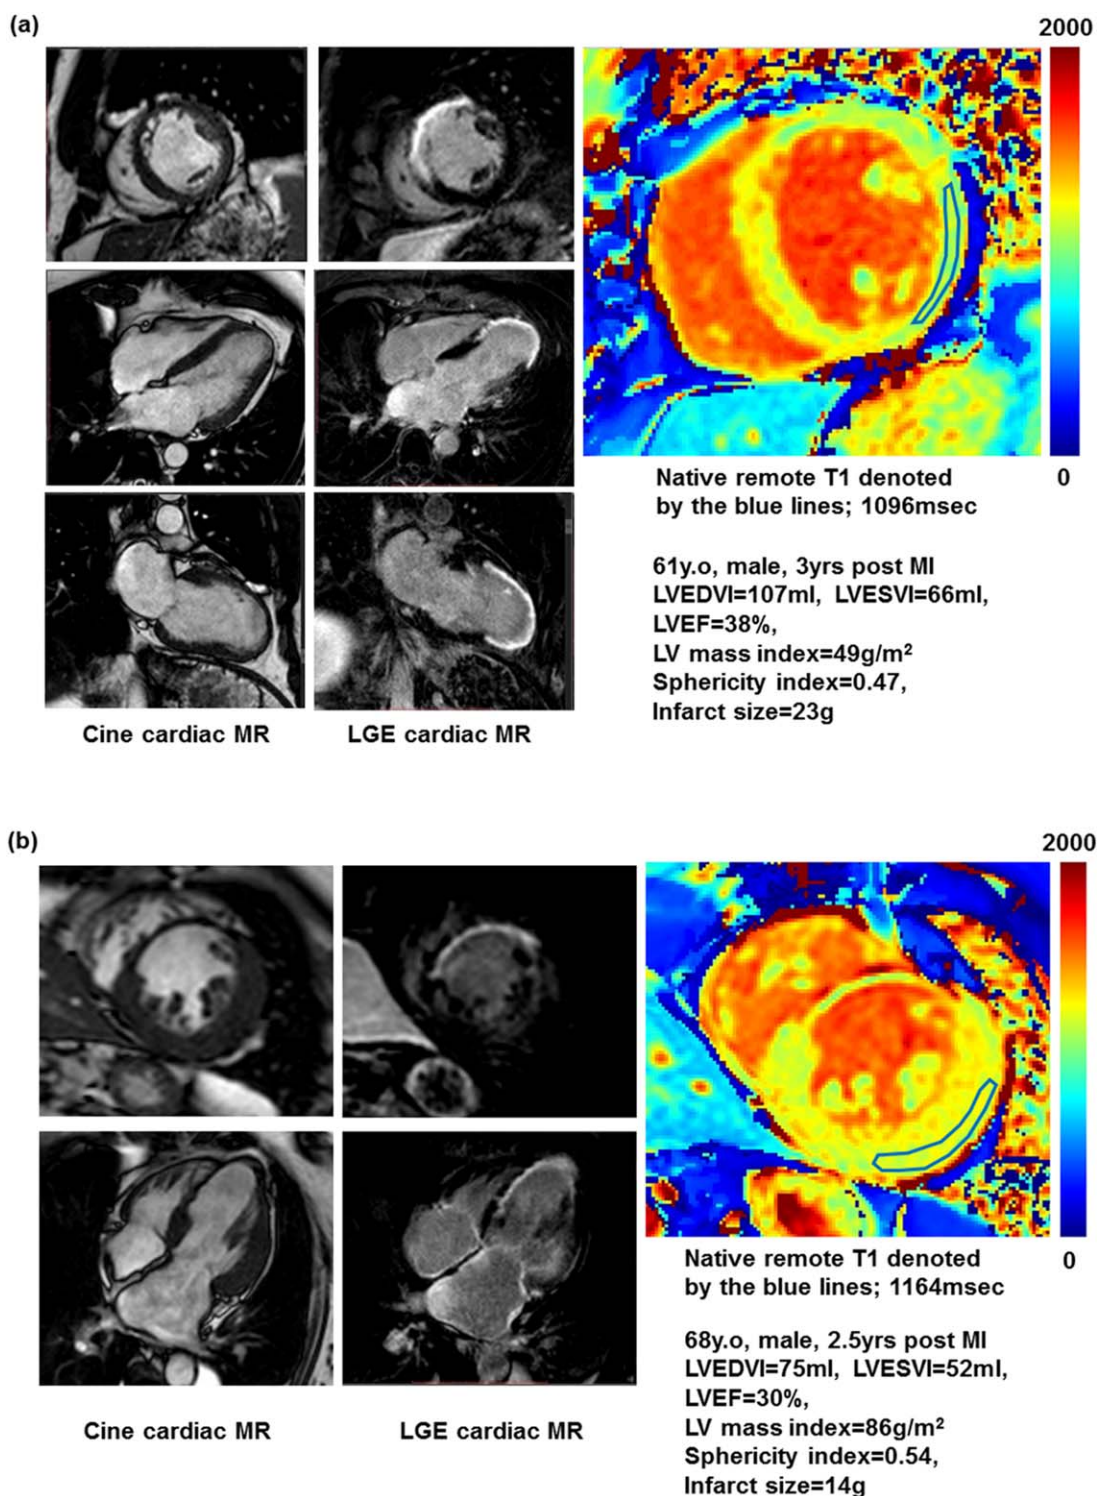 (a)
2000
0
Native remote T1 denoted
by the blue lines; 1096msec
61y.o, male, 3yrs post MI
LVEDVI=107ml, LVESVI=66ml,
LVEF=38%,
LV mass index=49g/m²
Sphericity index=0.47,
Infarct size=23g
Cine cardiac MR
LGE cardiac MR
(b)
2000
0
Native remote T1 denoted
by the blue lines; 1164msec
68y.o, male, 2.5yrs post MI
LVEDVI=75ml, LVESVI=52ml,
LVEF=30%,
LV mass index=86g/m²
Sphericity index=0.54,
Infarct size=14g
Cine cardiac MR
LGE cardiac MR